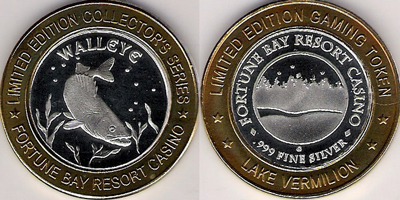 LIMITED EDITION COLLECTOR'S SERIES
WALLEYE
FORTUNE BAY RESORT CASINO
LIMITED EDITION GAMING TOKEN
FORTUNE BAY RESORT CASINO
.999 FINE SILVER
LAKE VERMILION